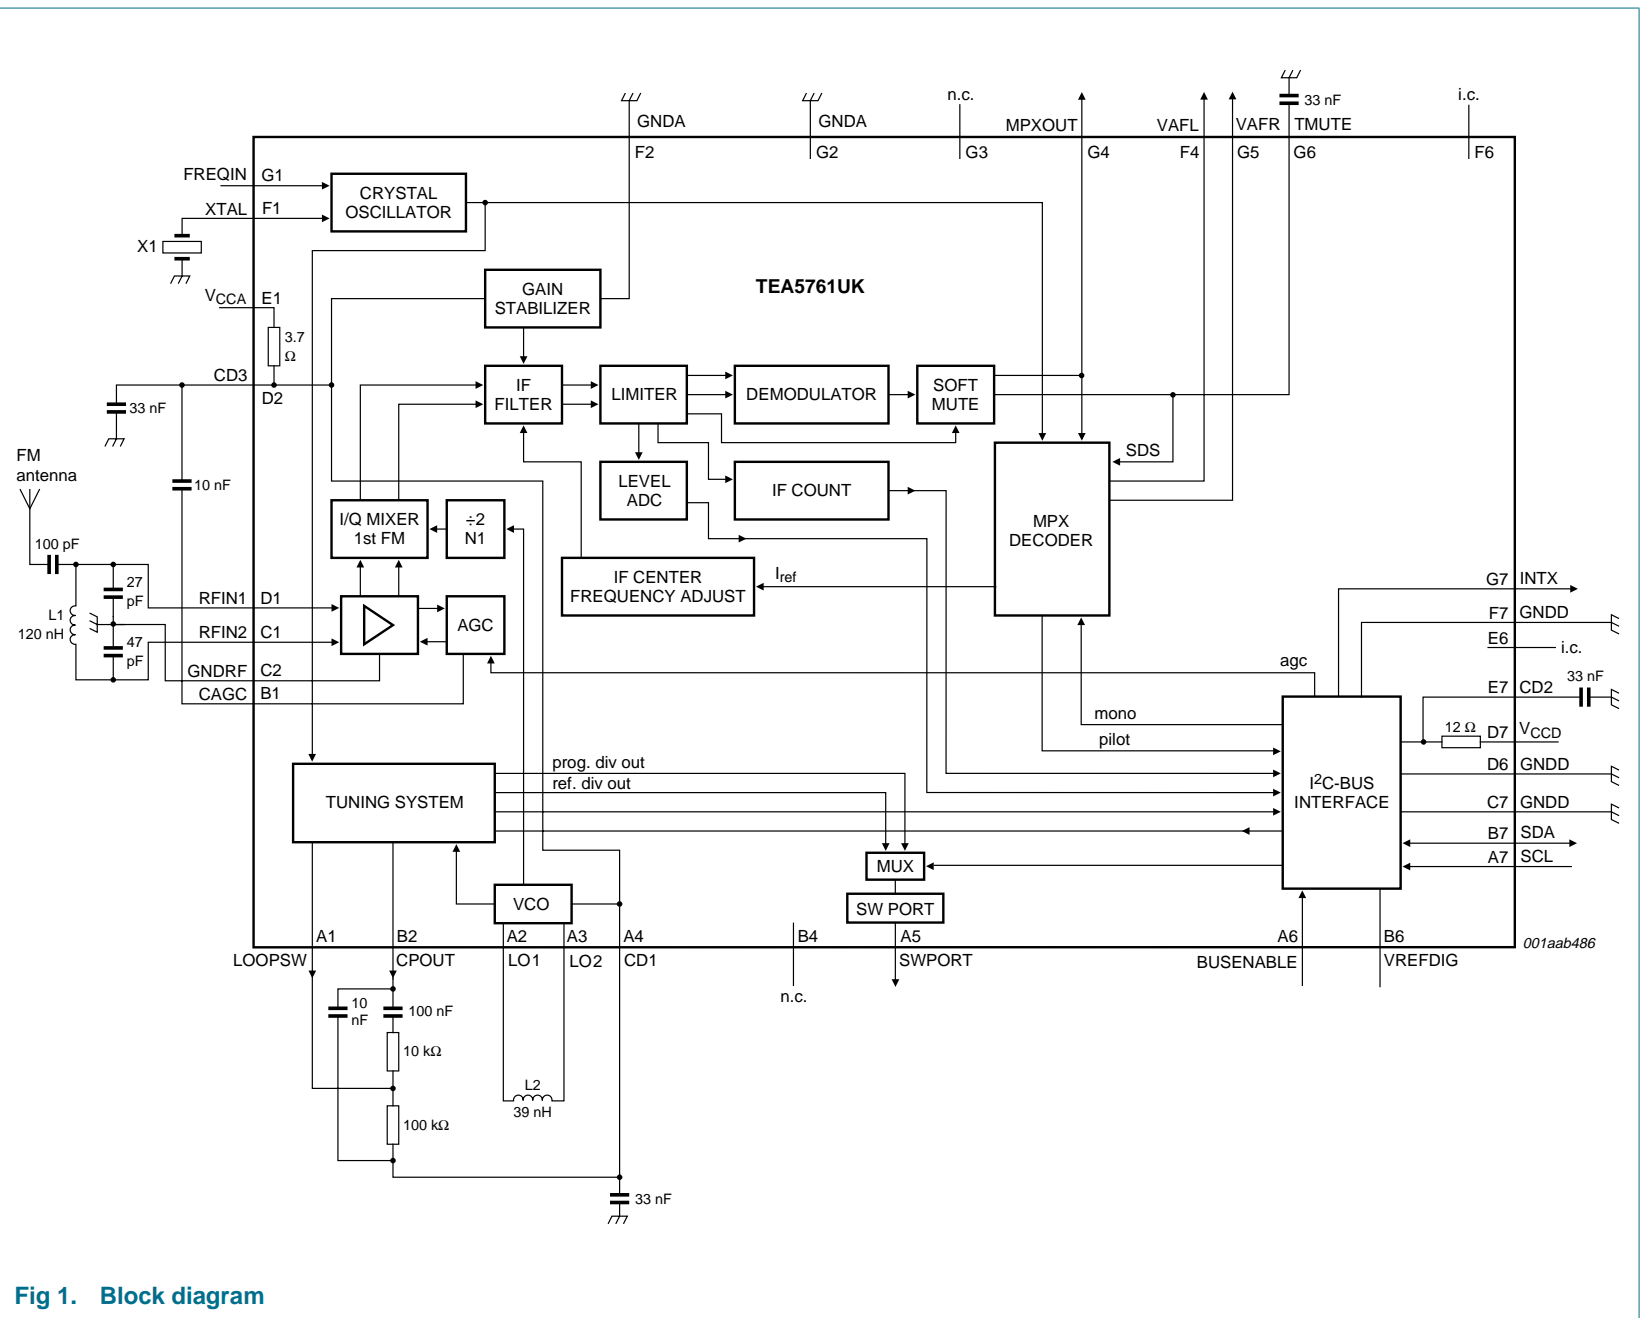 n.c.
i.c.
33 nF
GNDA
GNDA
MPXOUT
VAFL
VAFR
TMUTE
F2
G2
G3
G4
F4
G5
G6
F6
FREQIN
G1
CRYSTAL
OSCILLATOR
XTAL
F1
X1
VCCA
E1
GAIN
STABILIZER
TEA5761UK
3.7
Ω
CD3
D2
33 nF
IF
FILTER
LIMITER
DEMODULATOR
SOFT
MUTE
SDS
FM
antenna
10 nF
LEVEL
ADC
IF COUNT
I/Q MIXER
1st FM
÷2
N1
MPX
DECODER
100 pF
IF CENTER
FREQUENCY ADJUST
Iref
27
pF
L1
120 nH
47
pF
RFIN1
D1
RFIN2
C1
AGC
GNDRF
C2
CAGC
B1
G7
INTX
F7
GNDD
E6
i.c.
agc
33 nF
E7
CD2
mono
pilot
12 Ω
D7
VCCD
prog. div out
ref. div out
TUNING SYSTEM
I2C-BUS
INTERFACE
D6
GNDD
C7
GNDD
B7
SDA
A7
SCL
MUX
VCO
SW PORT
A1
B2
A2
A3
A4
B4
A5
A6
B6
001aab486
LOOPSW
CPOUT
LO1
LO2
CD1
SWPORT
BUSENABLE
VREFDIG
n.c.
10
nF
100 nF
10 kΩ
L2
39 nH
100 kΩ
33 nF
Fig 1. Block diagram